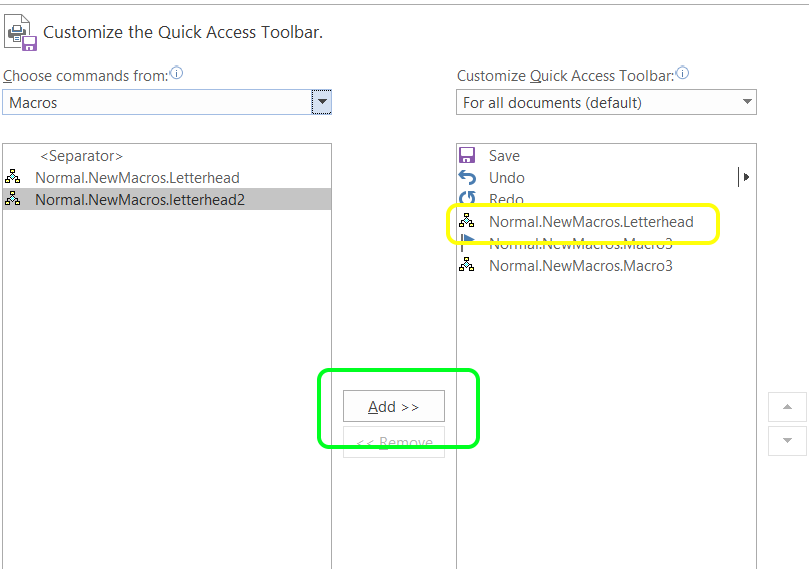 Customize the Quick Access Toolbar.
Choose commands from:
Macros
<Separator>
Normal.NewMacros.Letterhead
Normal.NewMacros.letterhead2
Add >>
<< Remove
Customize Quick Access Toolbar:
For all documents (default)
Save
Undo
Redo
Normal.NewMacros.Letterhead
Normal.NewMacros.Macro3
Normal.NewMacros.Macro3